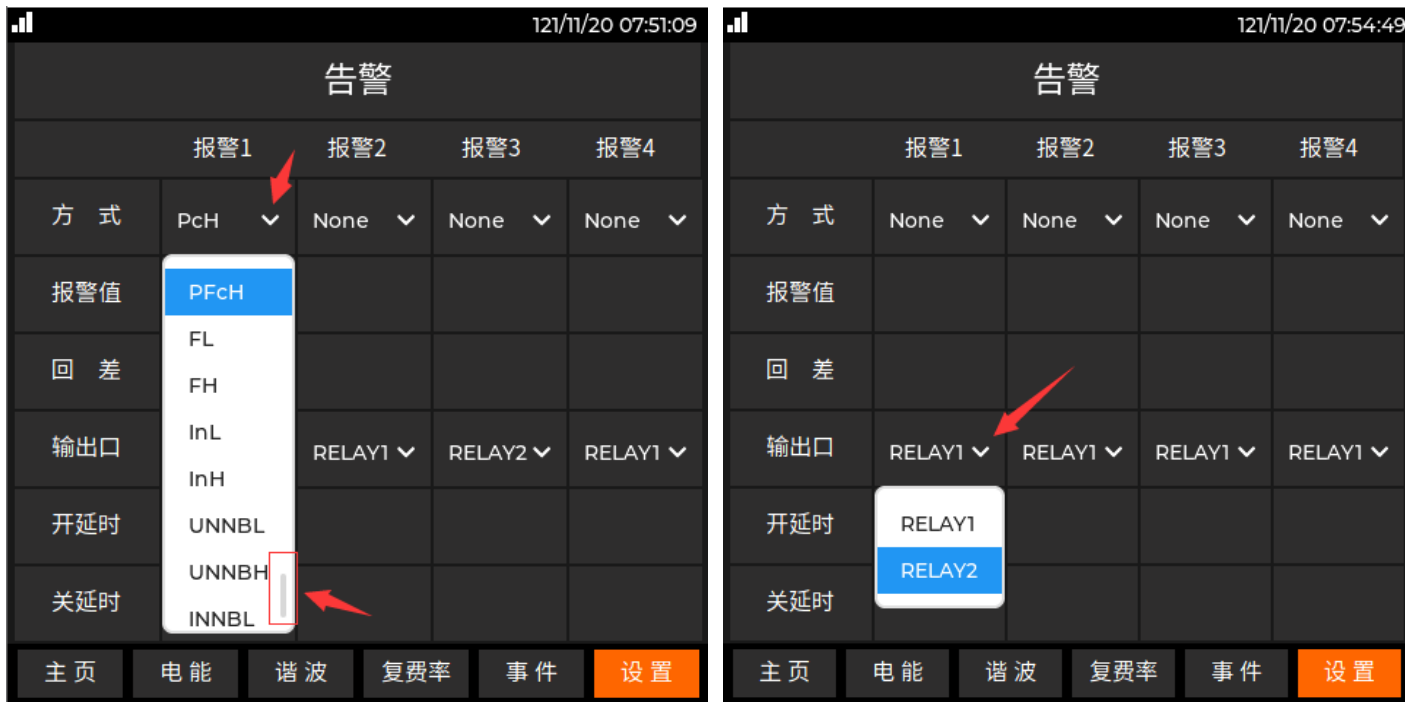 121/11/20 07:51:09
告警
报警1 报警2 报警3 报警4
方 式 PcH None None None
PFcH
报警值
FL
回 差
FH
InL
输出口 RELAY1 RELAY2 RELAY1
InH
开延时
UNNBL
UNNBH
关延时
INNBL
主页 电能 谐波 复费率 事件 设置
121/11/20 07:54:49
告警
报警1 报警2 报警3 报警4
方 式 None None None None
报警值
回 差
输出口 RELAY1 RELAY1 RELAY1 RELAY1
开延时 RELAY1
RELAY2
关延时
主页 电能 谐波 复费率 事件 设置